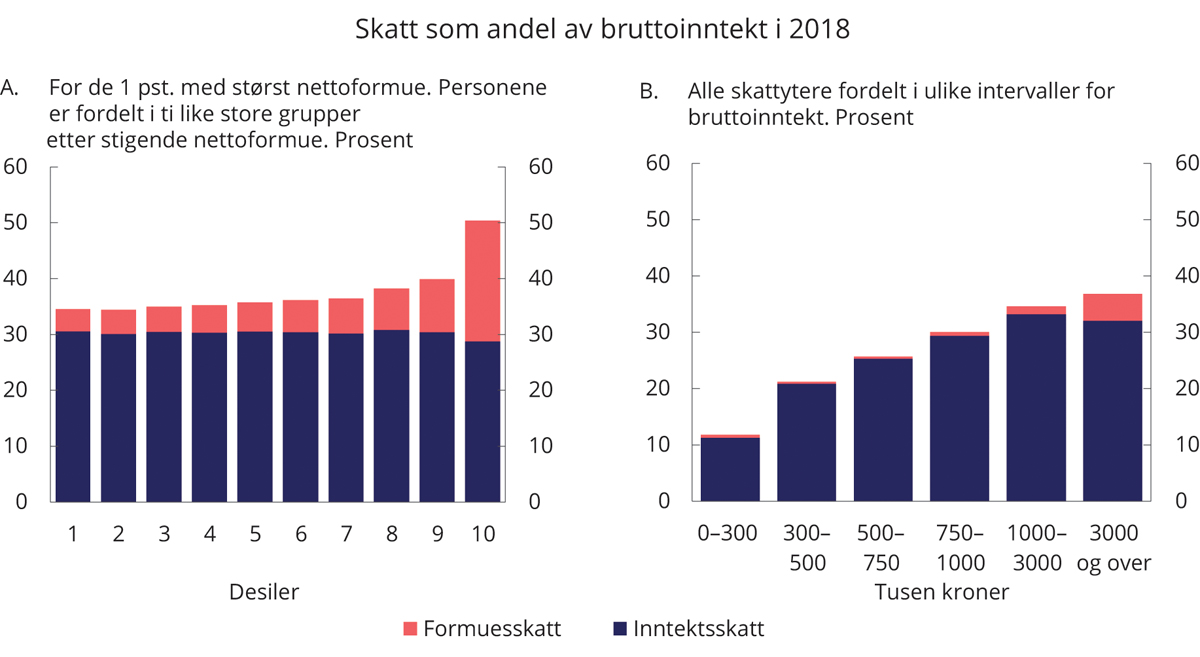 Skatt som andel av bruttoinntekt i 2018
A. For de 1 pst. med størst nettoformue. Personene
er fordelt i ti like store grupper
etter stigende nettoformue. Prosent
60 60
50 50
40 40
30 30
20 20
10 10
0 0
1 2 3 4 5 6 7 8 9 10
Desiler
B. Alle skattytere fordelt i ulike intervaller for
bruttoinntekt. Prosent
60 60
50 50
40 40
30 30
20 20
10 10
0 0
0–300 300– 500– 750– 1000– 3000
500 750 1000 3000 og over
Tusen kroner
Formuesskatt Inntektsskatt